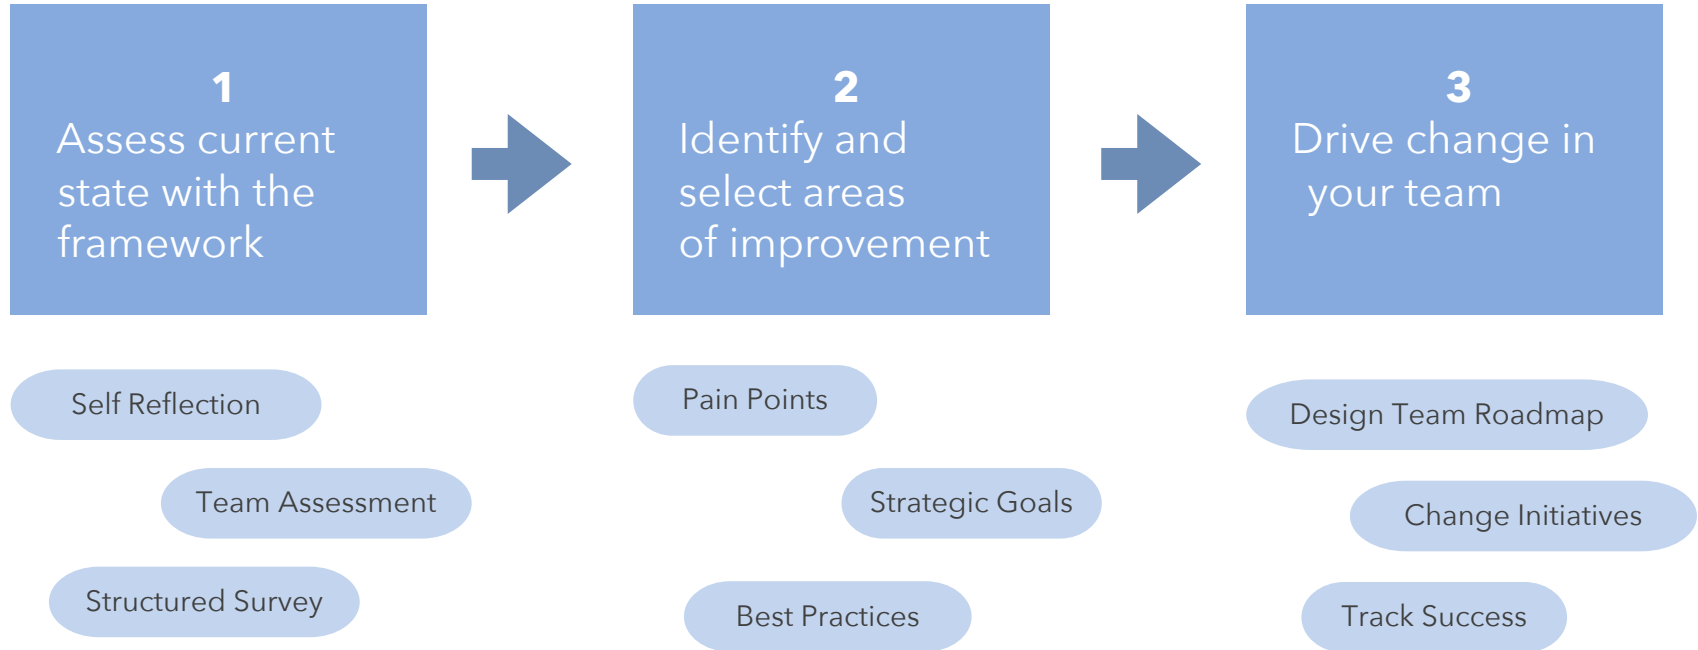 1
Assess current
state with the
framework
2
Identify and
select areas
of improvement
3
Drive change in
your team
Self Reflection
Team Assessment
Structured Survey
Pain Points
Strategic Goals
Best Practices
Design Team Roadmap
Change Initiatives
Track Success